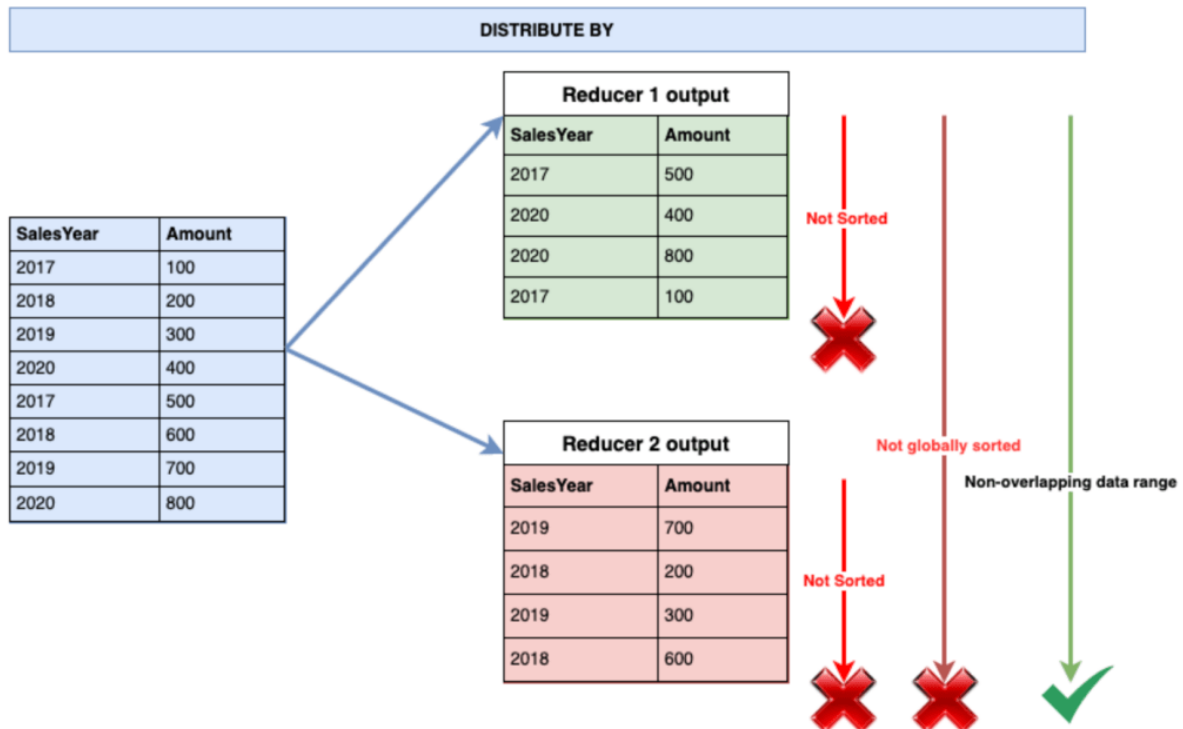 DISTRIBUTE BY
SalesYear Amount
2017 100
2018 200
2019 300
2020 400
2017 500
2018 600
2019 700
2020 800
Reducer 1 output
SalesYear Amount
2017 500
2020 400
2020 800
2017 100
Not Sorted
Reducer 2 output
SalesYear Amount
2019 700
2018 200
2019 300
2018 600
Not Sorted
Not globally sorted
Non-overlapping data range